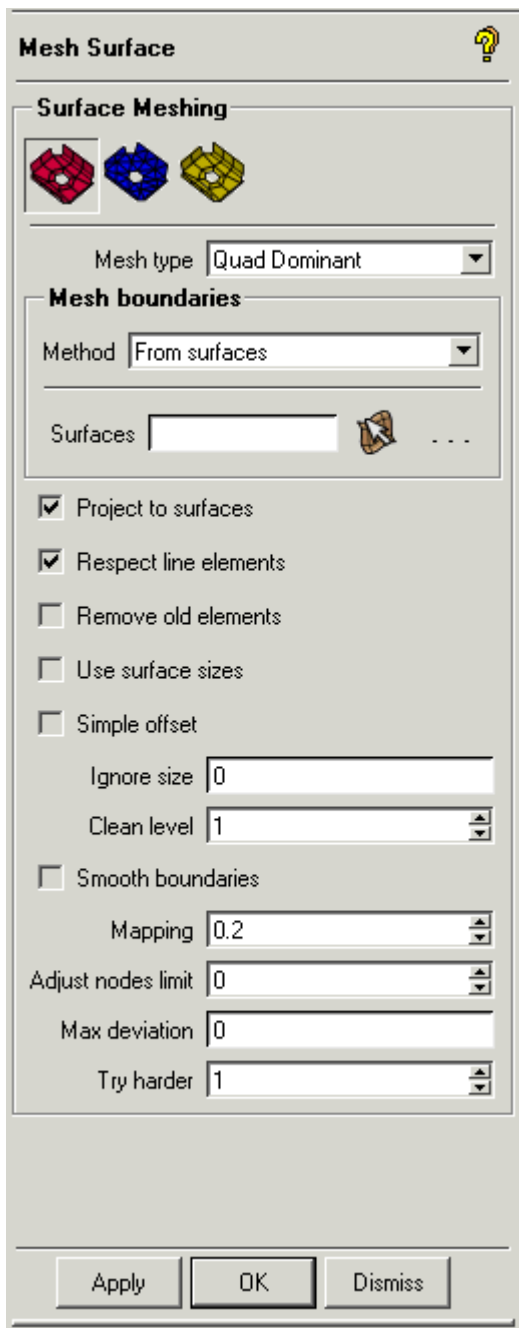 Mesh Surface
Surface Meshing
Mesh type Quad Dominant
Mesh boundaries
Method From surfaces
Surfaces ...
Project to surfaces
Respect line elements
Remove old elements
Use surface sizes
Simple offset
Ignore size 0
Clean level 1
Smooth boundaries
Mapping 0.2
Adjust nodes limit 0
Max deviation 0
Try harder 1
Apply OK Dismiss